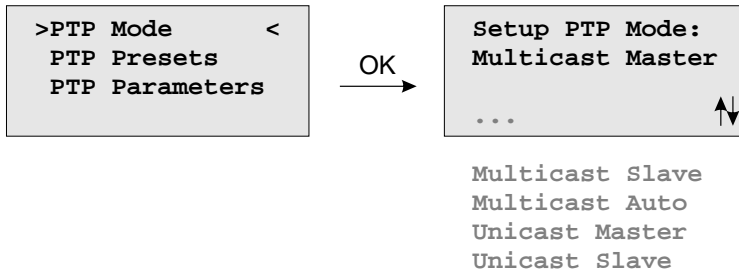 >PTP Mode <
PTP Presets
PTP Parameters
OK
Setup PTP Mode:
Multicast Master
...
Multicast Slave
Multicast Auto
Unicast Master
Unicast Slave